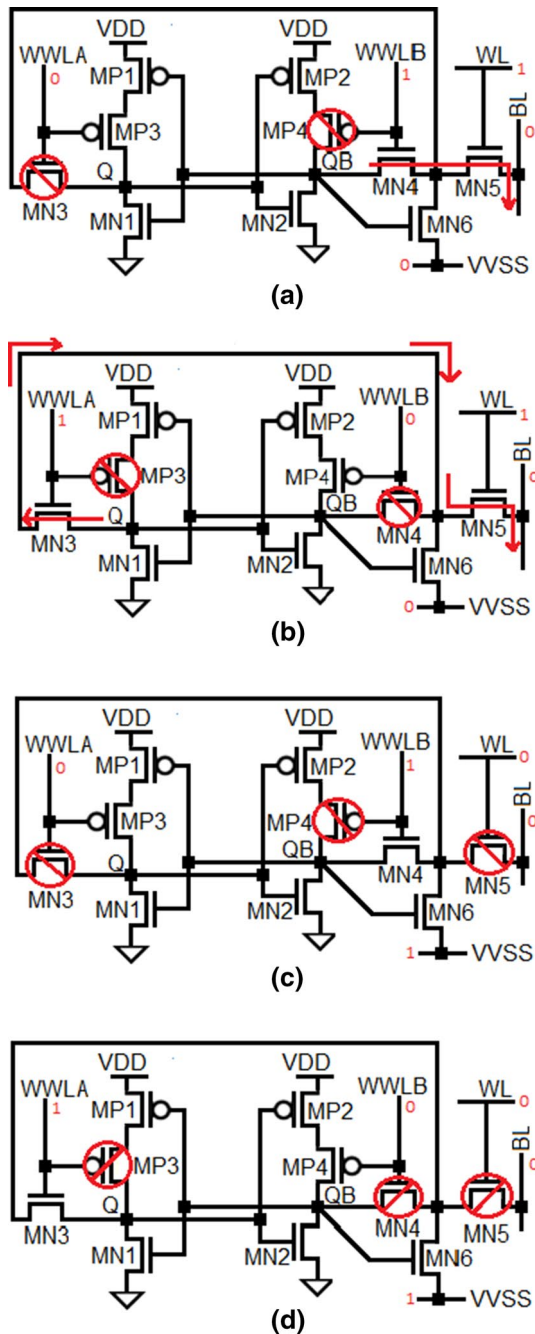 VDD VDD
WWLA WWLB WL
0 MP1 MP2 1 1
BL
MP3 MP4 0
Q QB
MN3 MN1 MN2 MN4 MN5
MN6
0 VVSS
(a)
VDD VDD
WWLA WWLB WL
1 MP1 MP2 0 1
BL
MP3 MP4 0
Q QB
MN3 MN1 MN2 MN4 MN5
MN6
0 VVSS
(b)
VDD VDD
WWLA WWLB WL
0 MP1 MP2 1 0
BL
MP3 MP4 0
Q QB
MN3 MN1 MN2 MN4 MN5
MN6
1 VVSS
(c)
VDD VDD
WWLA WWLB WL
1 MP1 MP2 0 0
BL
MP3 MP4 0
Q QB
MN3 MN1 MN2 MN4 MN5
MN6
1 VVSS
(d)